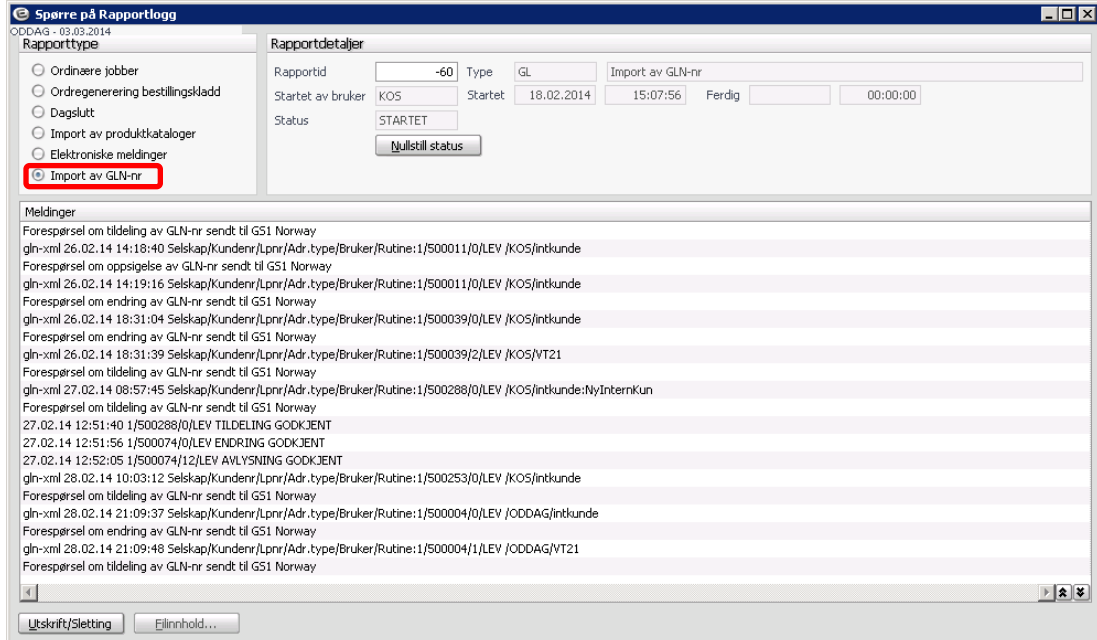 Spørre på Rapportlogg
ODDAG - 03.03.2014
Rapporttype
Ordinære jobber
Ordregenerering bestillingskladd
Dagslutt
Import av produktkataloger
Elektroniske meldinger
Import av GLN-nr
Rapportdetaljer
Rapportid -60 Type GL Import av GLN-nr
Startet av bruker KOS Startet 18.02.2014 15:07:56 Ferdig 00:00:00
Status STARTET
Nullstill status
Meldinger
Forespørsel om tildeling av GLN-nr sendt til GS1 Norway
gln-xml 26.02.14 14:18:40 Selskap/Kundenr/Lpnr/Adr.type/Bruker/Rutine:1/500011/0/LEV /KOS/intkunde
Forespørsel om oppsigelse av GLN-nr sendt til GS1 Norway
gln-xml 26.02.14 14:19:16 Selskap/Kundenr/Lpnr/Adr.type/Bruker/Rutine:1/500011/0/LEV /KOS/intkunde
Forespørsel om endring av GLN-nr sendt til GS1 Norway
gln-xml 26.02.14 18:31:04 Selskap/Kundenr/Lpnr/Adr.type/Bruker/Rutine:1/500039/0/LEV /KOS/intkunde
Forespørsel om endring av GLN-nr sendt til GS1 Norway
gln-xml 26.02.14 18:31:39 Selskap/Kundenr/Lpnr/Adr.type/Bruker/Rutine:1/500039/2/LEV /KOS/VT21
Forespørsel om tildeling av GLN-nr sendt til GS1 Norway
gln-xml 27.02.14 08:57:45 Selskap/Kundenr/Lpnr/Adr.type/Bruker/Rutine:1/500288/0/LEV /KOS/intkunde:NyInternKun
Forespørsel om tildeling av GLN-nr sendt til GS1 Norway
27.02.14 12:51:40 1/500288/0/LEV TILDELING GODKJENT
27.02.14 12:51:56 1/500074/0/LEV ENDRING GODKJENT
27.02.14 12:52:05 1/500074/12/LEV AVLYSNING GODKJENT
gln-xml 28.02.14 10:03:12 Selskap/Kundenr/Lpnr/Adr.type/Bruker/Rutine:1/500253/0/LEV /KOS/intkunde
Forespørsel om tildeling av GLN-nr sendt til GS1 Norway
gln-xml 28.02.14 21:09:37 Selskap/Kundenr/Lpnr/Adr.type/Bruker/Rutine:1/500004/0/LEV /ODDAG/intkunde
Forespørsel om endring av GLN-nr sendt til GS1 Norway
gln-xml 28.02.14 21:09:48 Selskap/Kundenr/Lpnr/Adr.type/Bruker/Rutine:1/500004/1/LEV /ODDAG/VT21
Forespørsel om tildeling av GLN-nr sendt til GS1 Norway
Utskrift/Sletting Filinnhold...